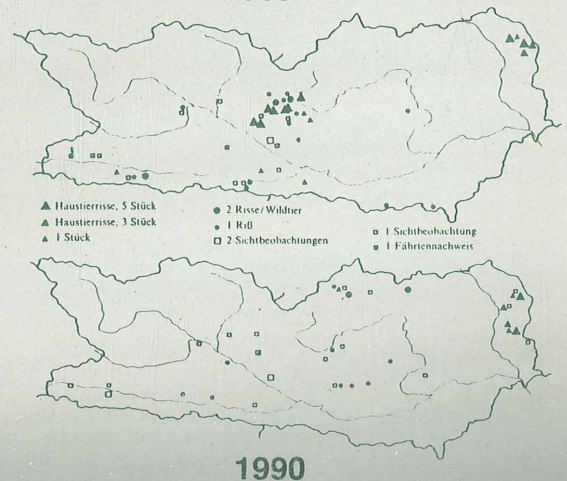 ▲ Haustierrisse, 5 Stück
▲ Haustierrisse, 3 Stück
▲ 1 Stück
● 2 Risse/Wildtier
● 1 Riß
□ 2 Sichtbeobachtungen
□ 1 Sichtbeobachtung
■ 1 Fährtennachweis
1990